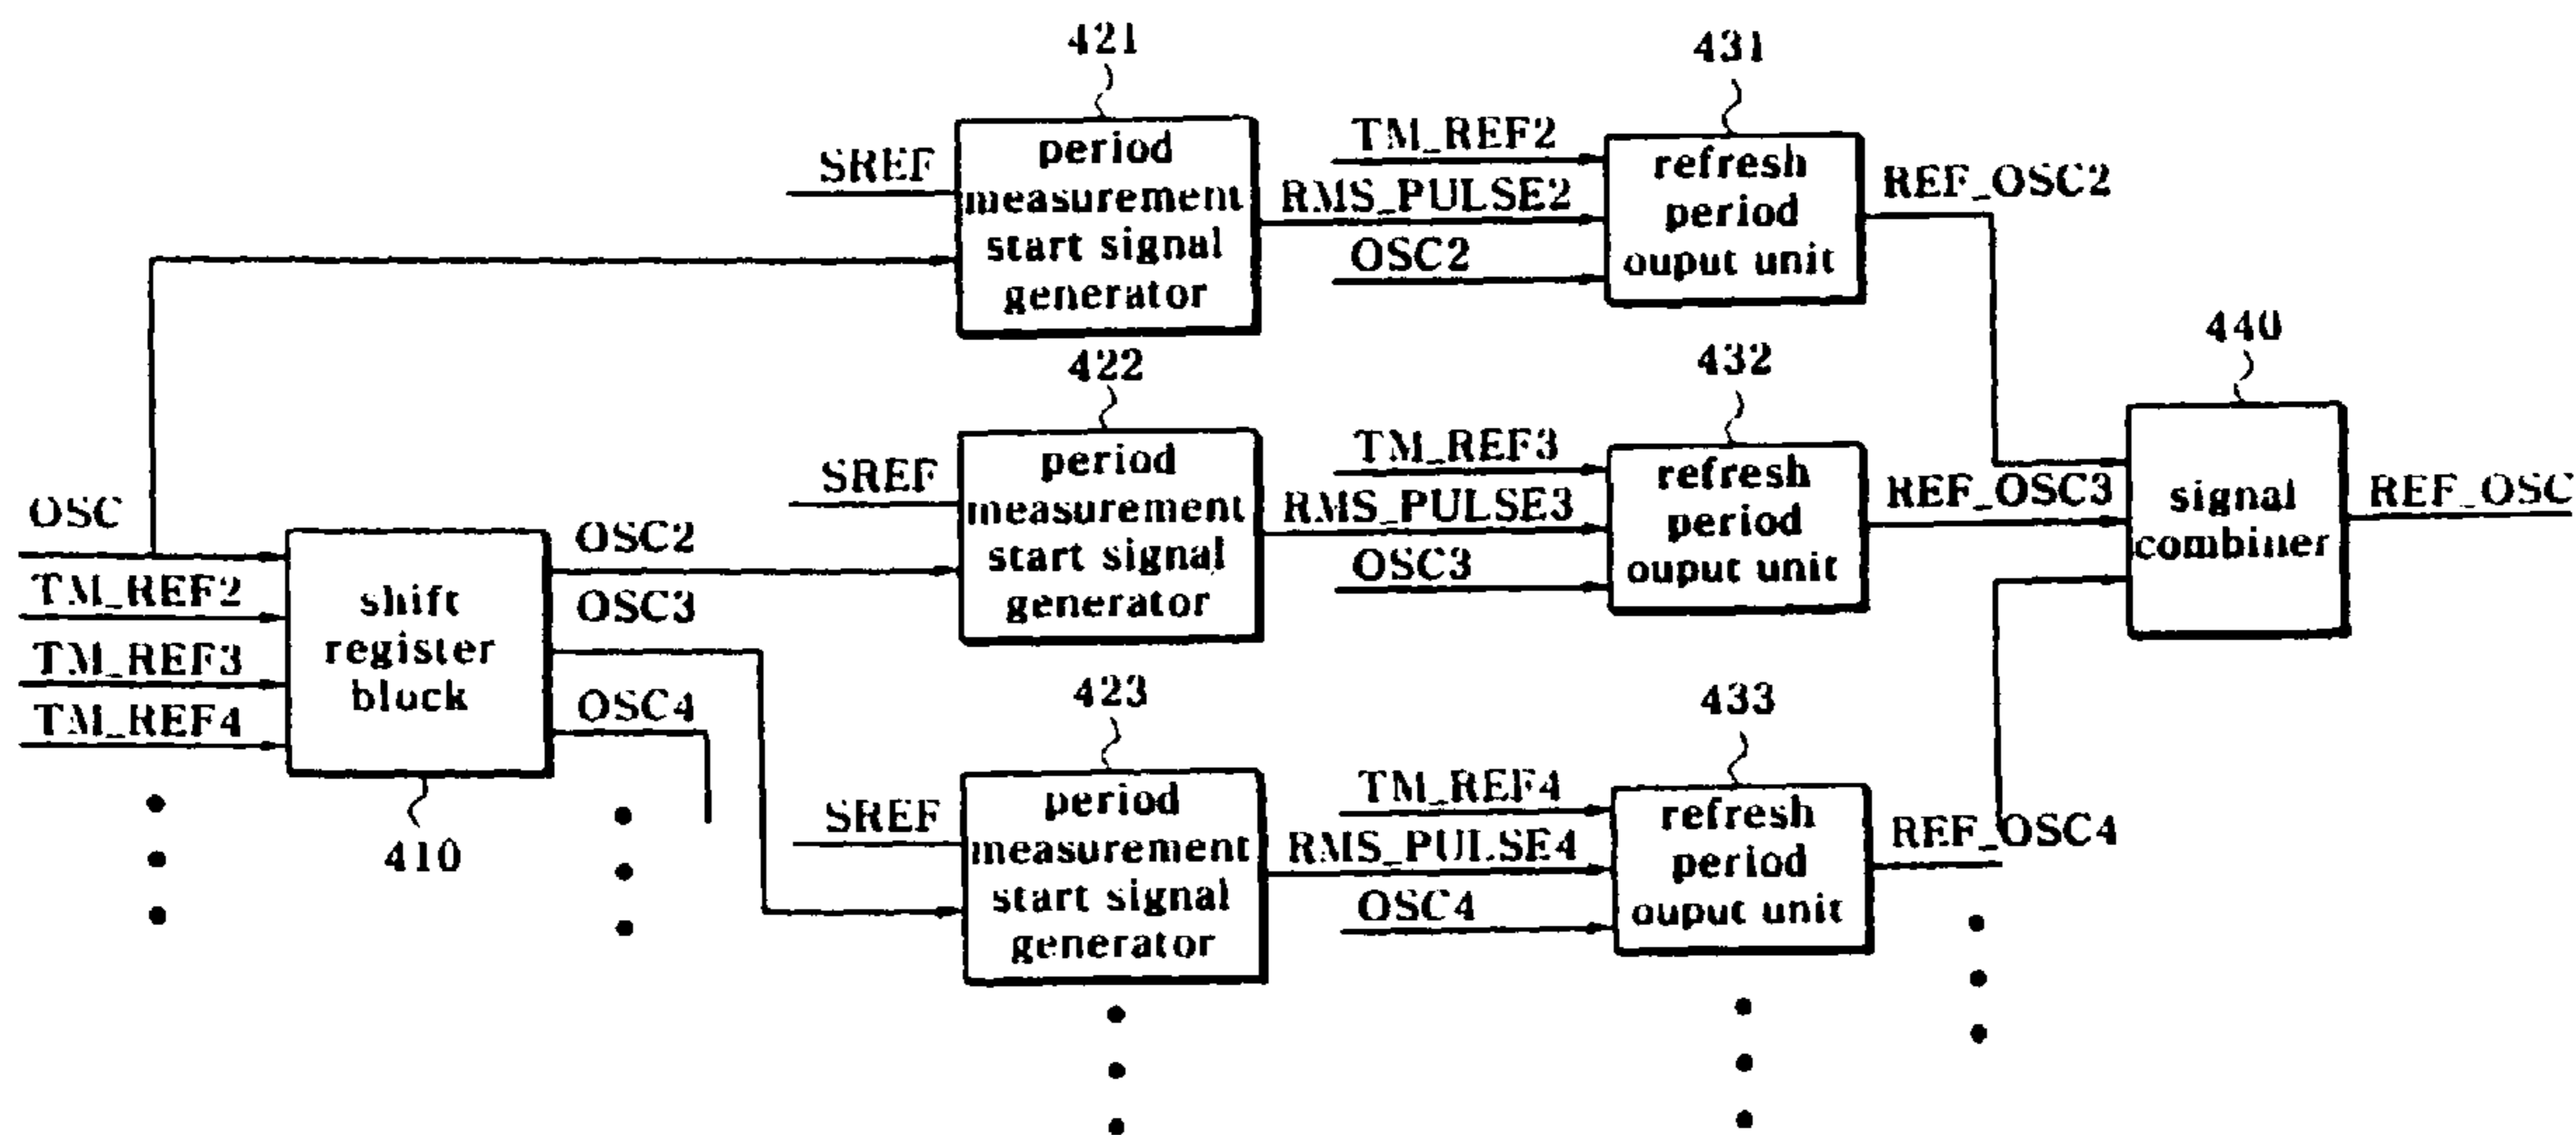 421
431
SREF
period
measurement
start signal
generator
TM_REF2
RMS_PULSE2
OSC2
refresh
period
ouput unit
REF_OSC2
422
432
440
SREF
period
measurement
start signal
generator
TM_REF3
RMS_PULSE3
OSC3
refresh
period
ouput unit
REF_OSC3
signal
combiner
REF_OSC
OSC
TM_REF2
TM_REF3
TM_REF4
shift
register
block
410
OSC2
OSC3
OSC4
423
433
SREF
period
measurement
start signal
generator
TM_REF4
RMS_PULSE4
OSC4
refresh
period
ouput unit
REF_OSC4